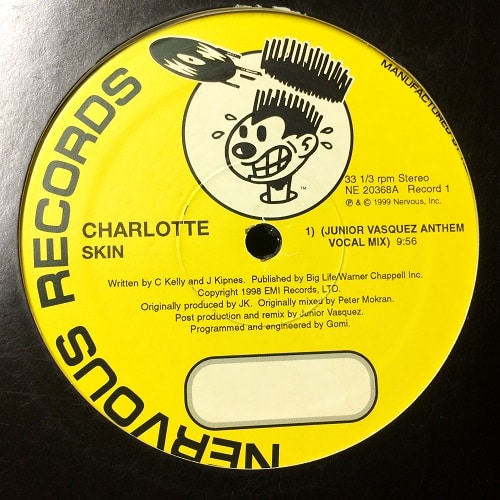 NERVOUS RECORDS
MANUFACTURED
33 1/3 rpm Stereo
NE 20368A Record 1
℗ & © 1999 Nervous, Inc.
CHARLOTTE
SKIN
1) (JUNIOR VASQUEZ ANTHEM
VOCAL MIX) 9:56
Written by C Kelly and J Kipnes. Published by Big Life/Warner Chappell Inc.
Copyright 1998 EMI Records, LTD.
Originally produced by JK. Originally mixed by Peter Mokran.
Post production and remix by Junior Vasquez.
Programmed and engineered by Gomi.